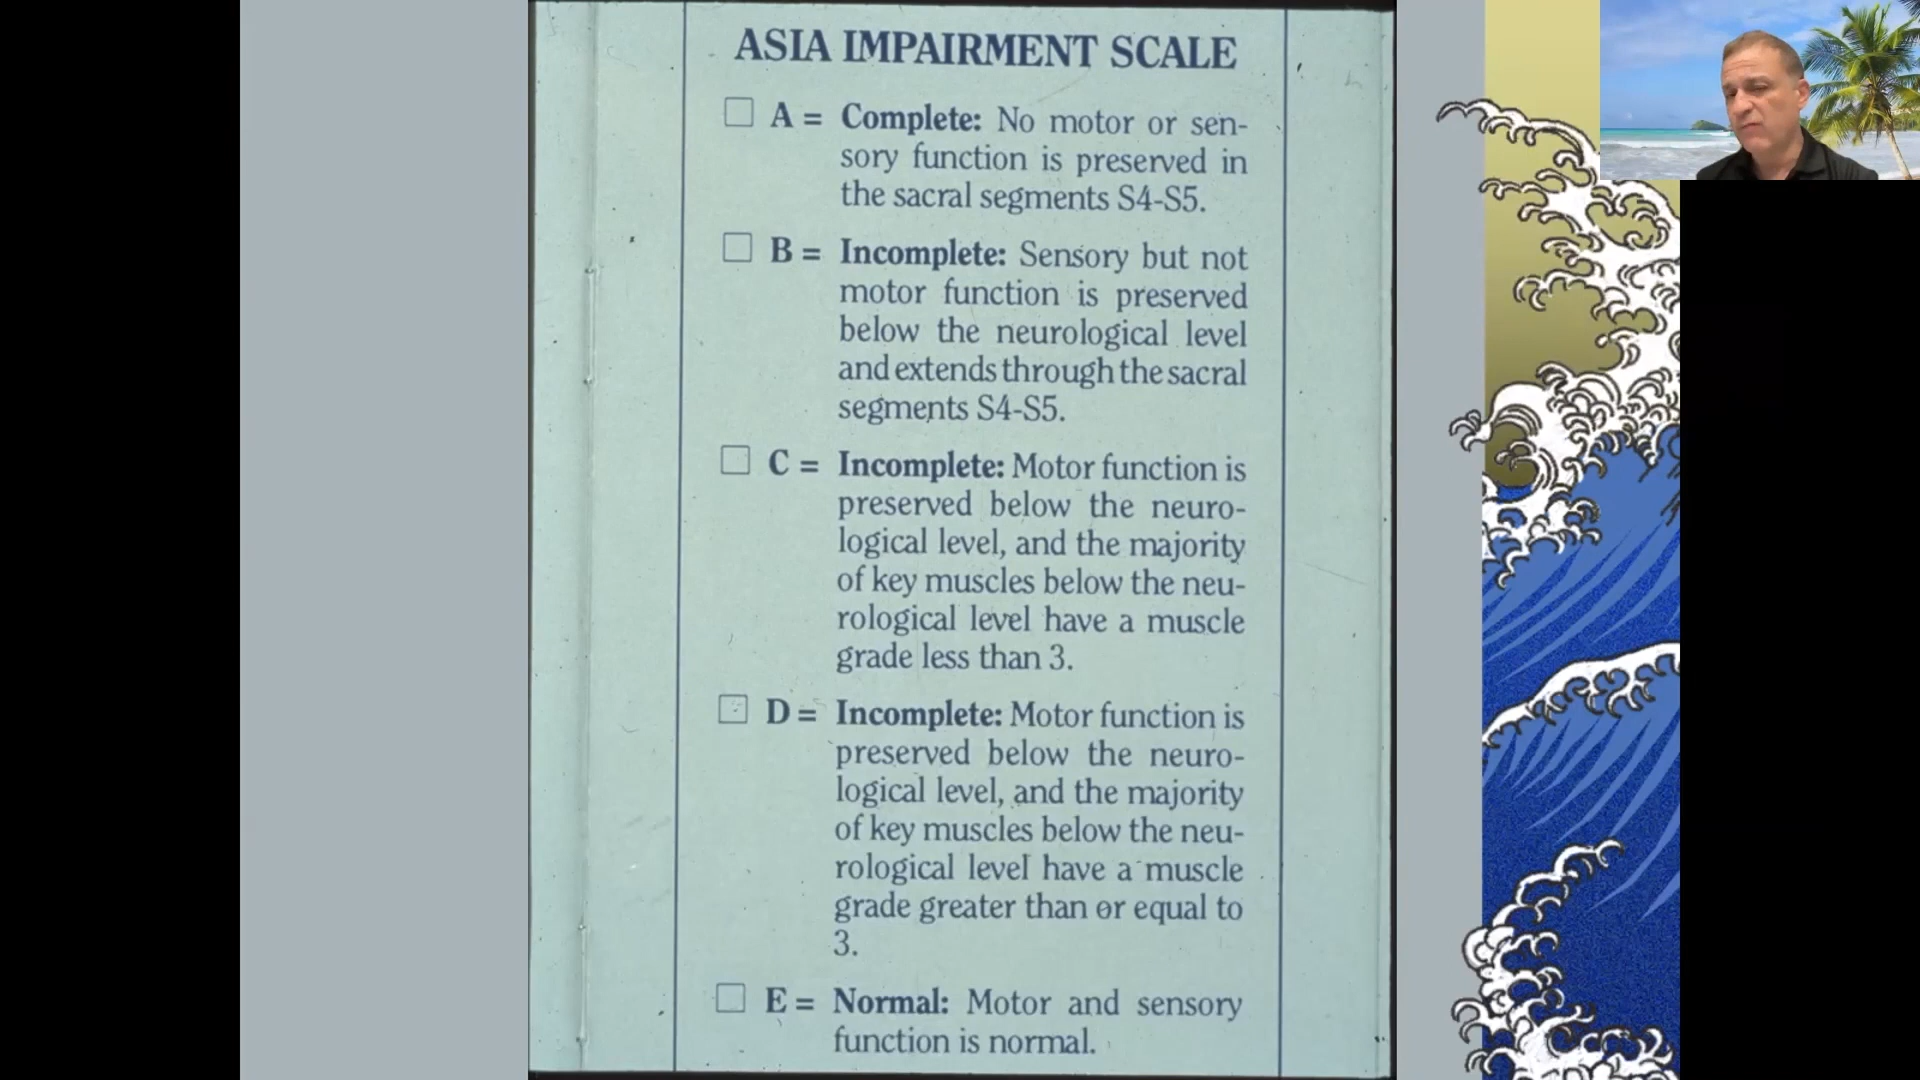 ASIA IMPAIRMENT SCALE
A = Complete: No motor or sen-
sory function is preserved in
the sacral segments S4-S5.
B = Incomplete: Sensory but not
motor function is preserved
below the neurological level
and extends through the sacral
segments S4-S5.
C = Incomplete: Motor function is
preserved below the neuro-
logical level, and the majority
of key muscles below the neu-
rological level have a muscle
grade less than 3.
D = Incomplete: Motor function is
preserved below the neuro-
logical level, and the majority
of key muscles below the neu-
rological level have a muscle
grade greater than or equal to
3.
E = Normal: Motor and sensory
function is normal.